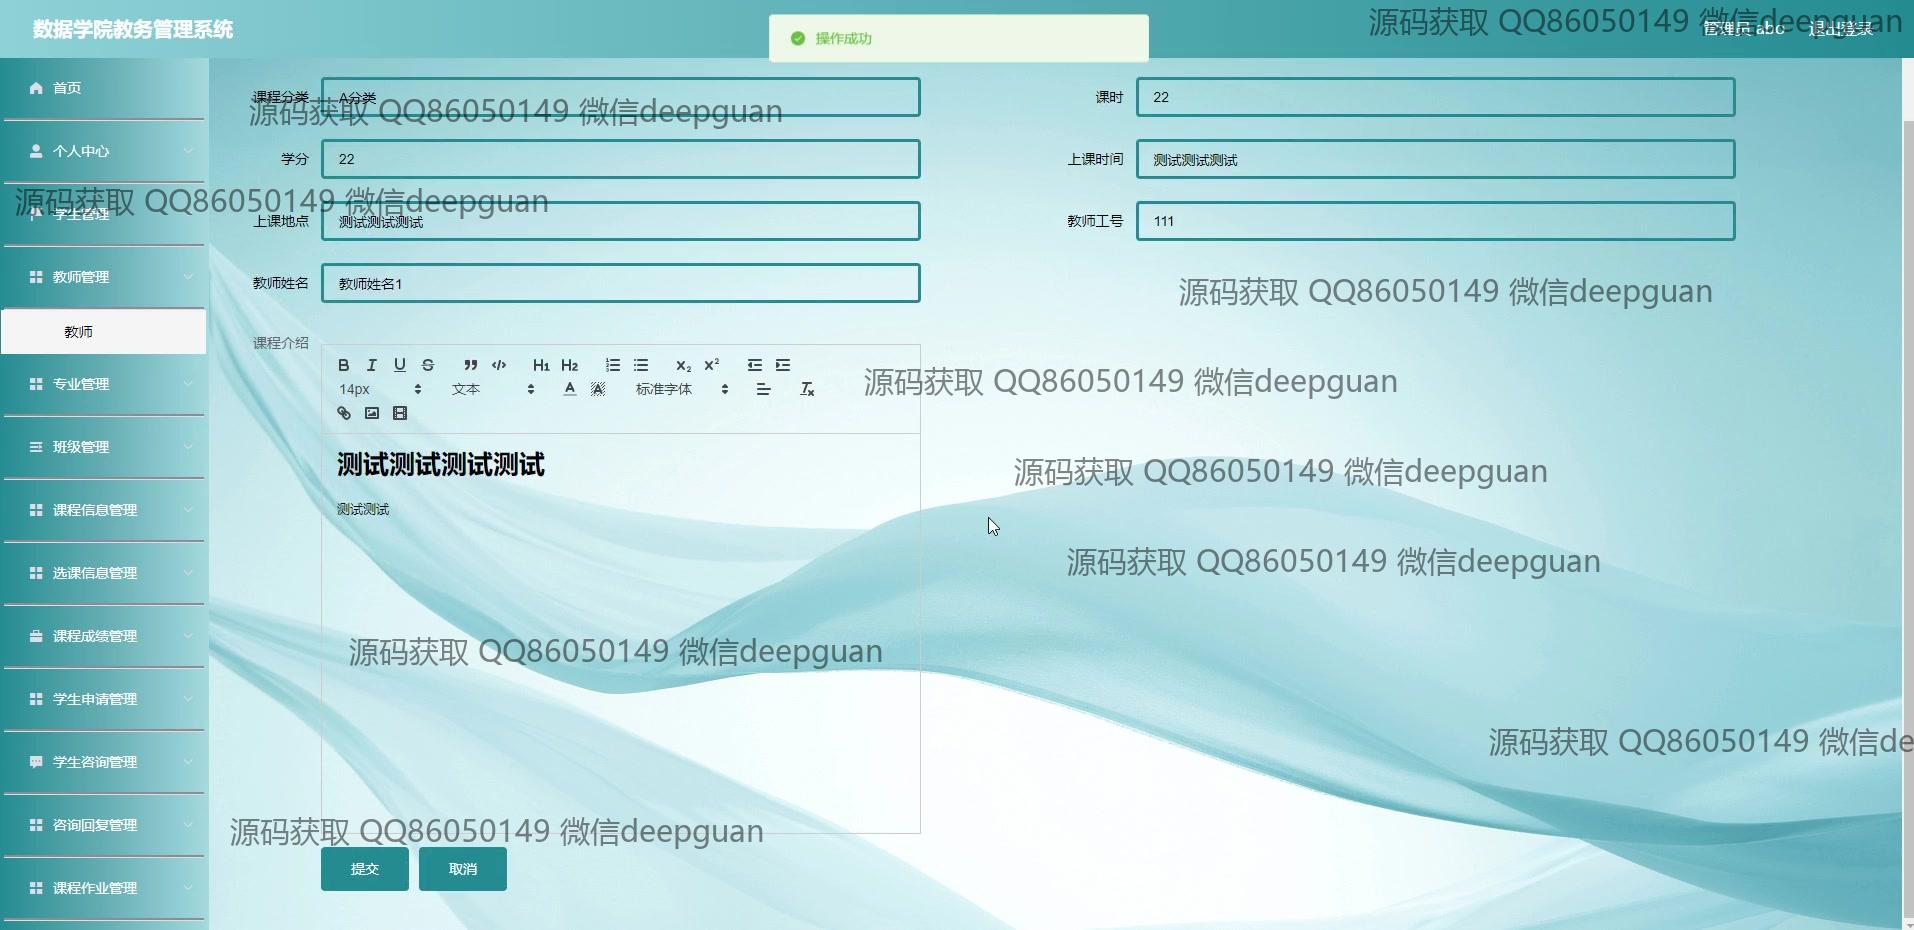 数据学院教务管理系统
操作成功
源码获取 QQ86050149 微信deepguan
管理员 abc
退出登录
首页
课程分类
A分类
课时
22
源码获取 QQ86050149 微信deepguan
个人中心
学分
22
上课时间
测试测试测试
源码获取 QQ86050149 微信deepguan
学生管理
上课地点
测试测试测试
教师工号
111
教师管理
教师姓名
教师姓名1
源码获取 QQ86050149 微信deepguan
教师
课程介绍
B I U S H1 H2 X2 X2
14px
文本
A
A
标准字体
源码获取 QQ86050149 微信deepguan
专业管理
班级管理
测试测试测试测试
源码获取 QQ86050149 微信deepguan
课程信息管理
测试测试
选课信息管理
源码获取 QQ86050149 微信deepguan
课程成绩管理
源码获取 QQ86050149 微信deepguan
学生申请管理
学生咨询管理
源码获取 QQ86050149 微信de
咨询回复管理
源码获取 QQ86050149 微信deepguan
提交
取消
课程作业管理